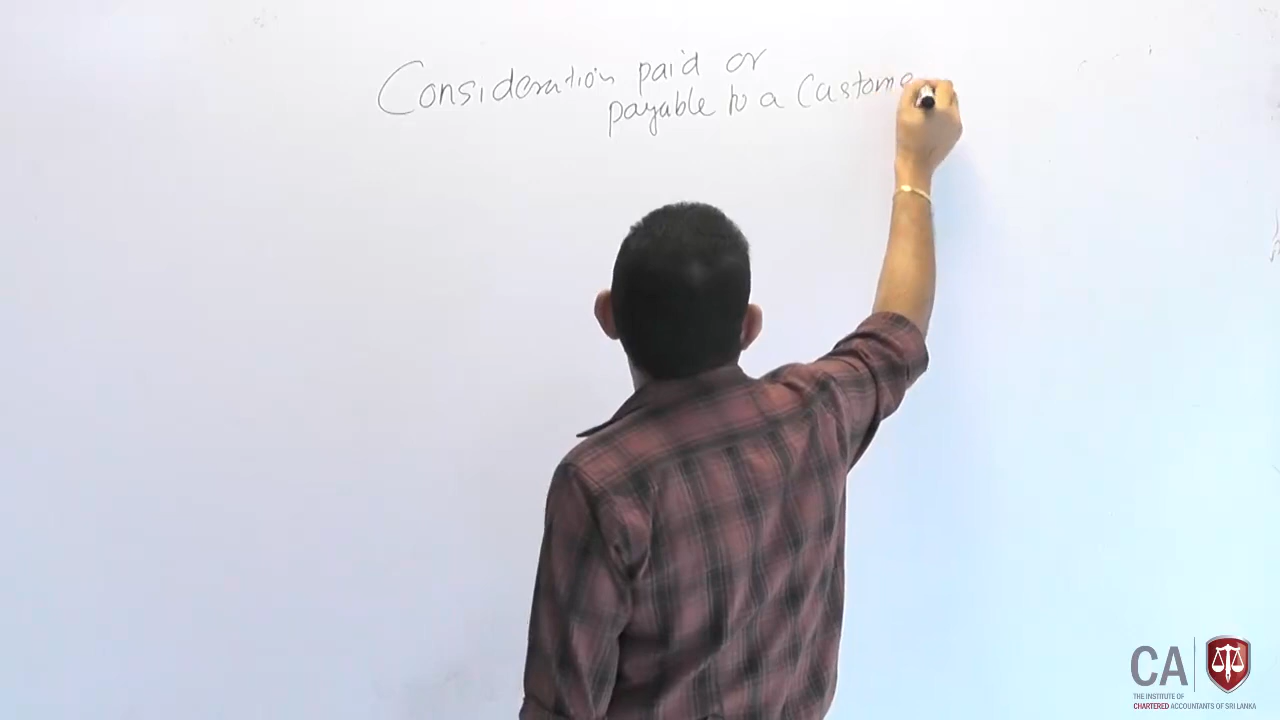 Consideration paid or
payable to a Custome
CA
THE INSTITUTE OF
CHARTERED ACCOUNTANTS OF SRI LANKA